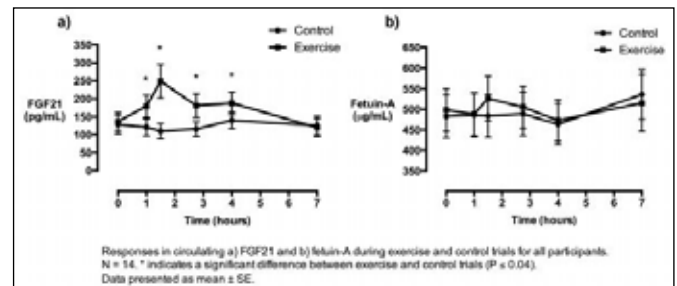 a)
Control
Exercise
350
300
250
200
150
100
50
0
FGF21
(pg/mL)
* * * *
0 1 2 3 4 5 6 7
Time (hours)
b)
Control
Exercise
650
600
550
500
450
400
350
Fetuin-A
(µg/mL)
0 1 2 3 4 5 6 7
Time (hours)
Responses in circulating a) FGF21 and b) fetuin-A during exercise and control trials for all participants.
N = 14. * indicates a significant difference between exercise and control trials (P ≤ 0.04).
Data presented as mean ± SE.